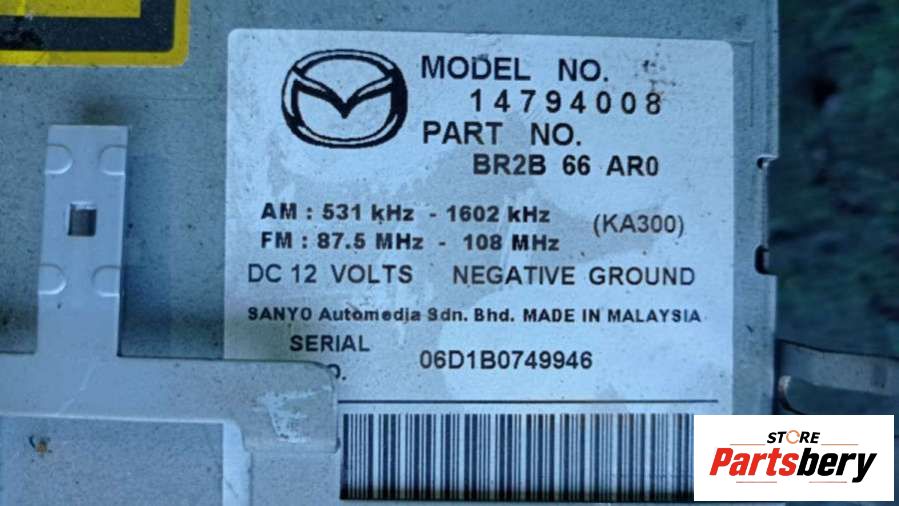 MODEL NO.
14794008
PART NO.
BR2B 66 AR0
AM : 531 kHz - 1602 kHz
(KA300)
FM : 87.5 MHz - 108 MHz
DC 12 VOLTS NEGATIVE GROUND
SANYO Automedia Sdn. Bhd. MADE IN MALAYSIA
SERIAL
06D1B0749946
STORE
Partsbery